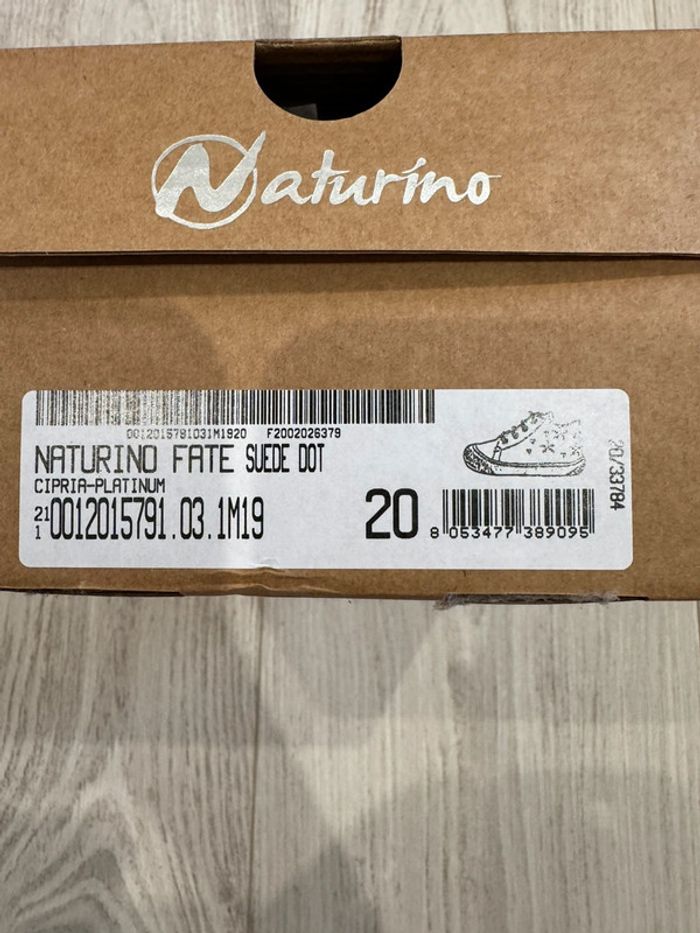 Naturino
0012015791031M1920 F2002026379
NATURINO FATE SUEDE DOT
CIPRIA-PLATINUM
21
1
0012015791.03.1M19
20
8 053477 389095
20/33784